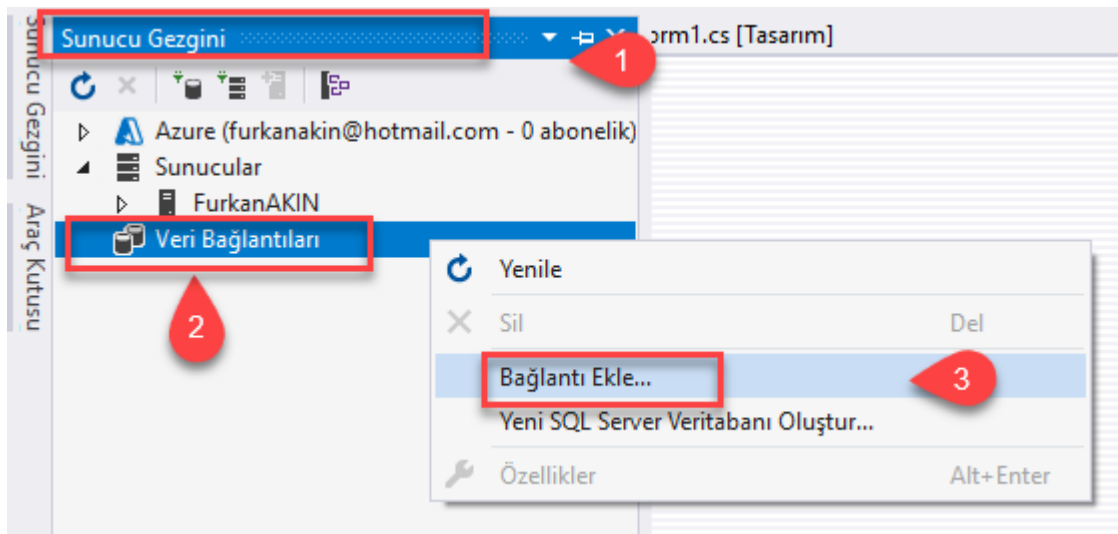 Sunucu Gezgini
Araç Kutusu
Sunucu Gezgini
1
orm1.cs [Tasarım]
Azure (furkanakin@hotmail.com - 0 abonelik)
Sunucular
FurkanAKIN
Veri Bağlantıları
2
Yenile
Sil Del
Bağlantı Ekle...
3
Yeni SQL Server Veritabanı Oluştur...
Özellikler Alt+Enter